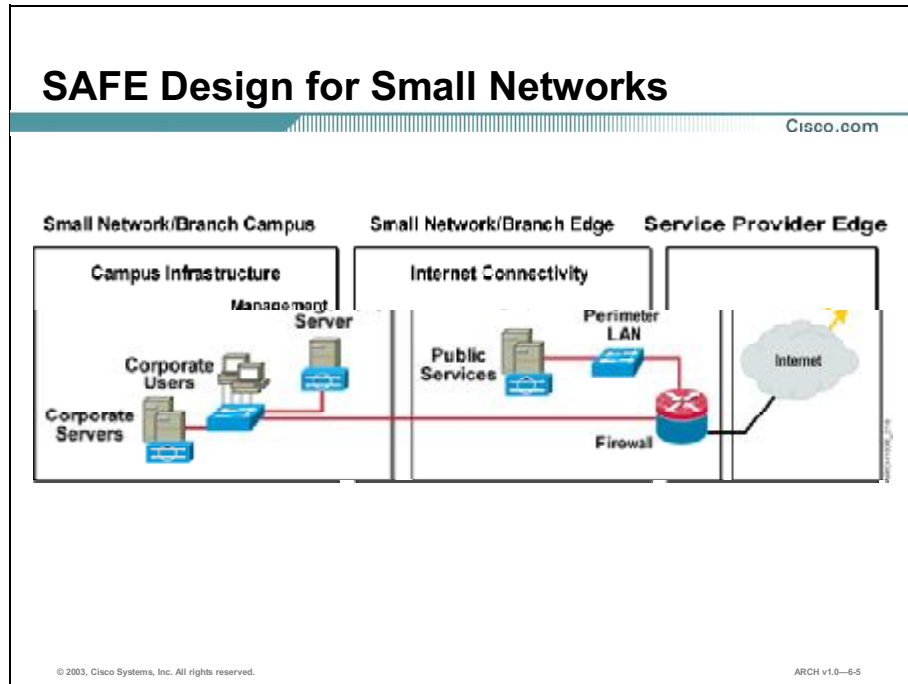 SAFE Design for Small Networks
Cisco.com
Small Network/Branch Campus
Small Network/Branch Edge
Service Provider Edge
Campus Infrastructure
Internet Connectivity
Management
Server
Corporate
Users
Corporate
Servers
Public
Services
Perimeter
LAN
Firewall
Internet
© 2003, Cisco Systems, Inc. All rights reserved.
ARCH v1.0—6-5